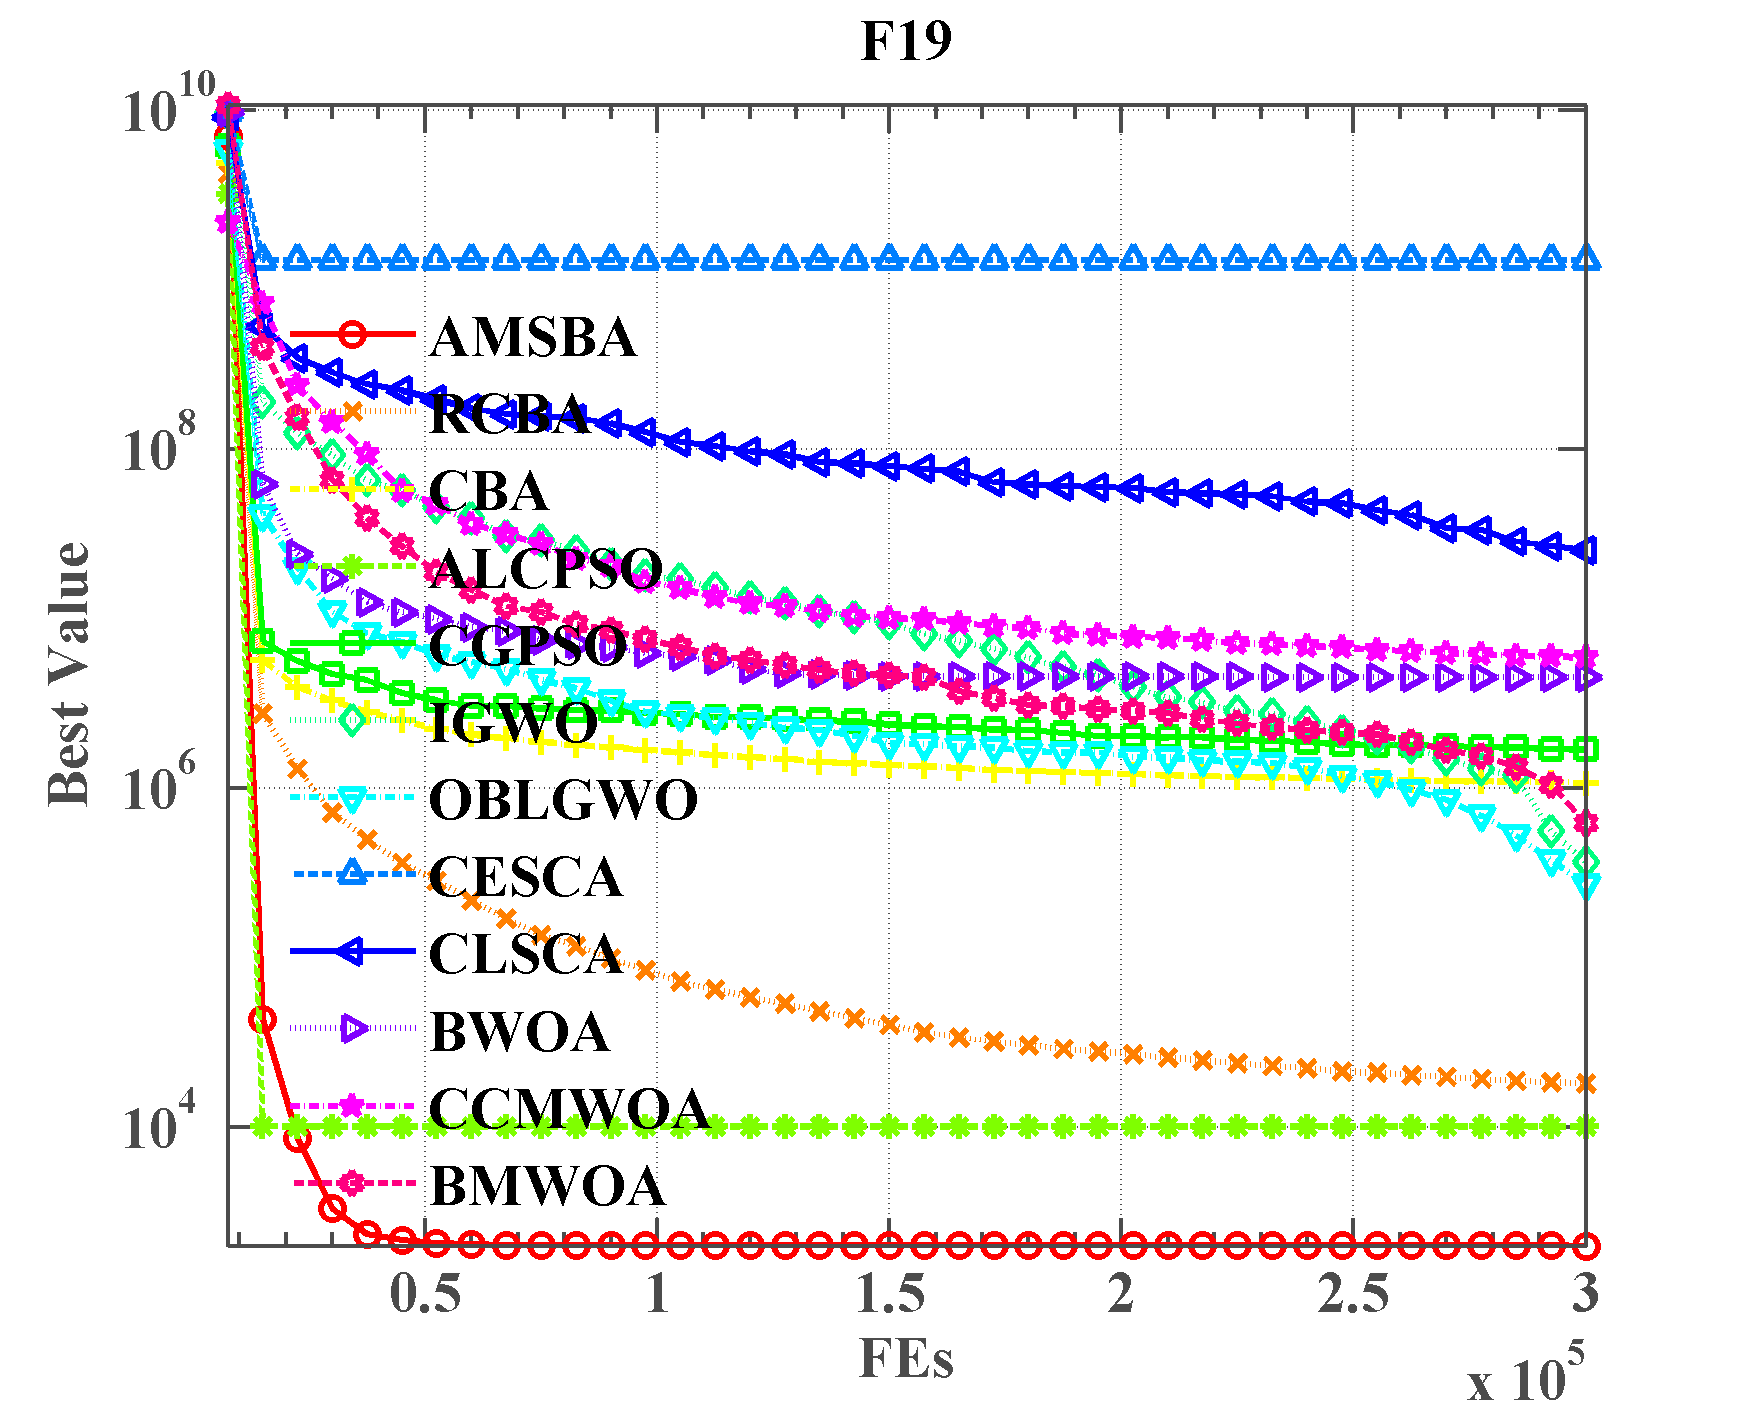 F19
10^10
10^8
10^6
10^4
Best Value
AMSBA
RCBA
CBA
ALCPSO
CGPSO
IGWO
OBLGWO
CESCA
CLSCA
BWOA
CCMWOA
BMWOA
0.5 1 1.5 2 2.5 3
FEs
x 10^5